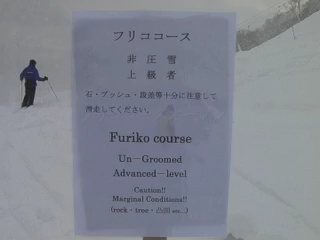 フリココース
非圧雪
上級者
石・ブッシュ・段差等十分に注意して
滑走してください。
Furiko course
Un－Groomed
Advanced－level
Caution!!
Marginal Conditions!!
(rock・tree・凸凹 etc...)